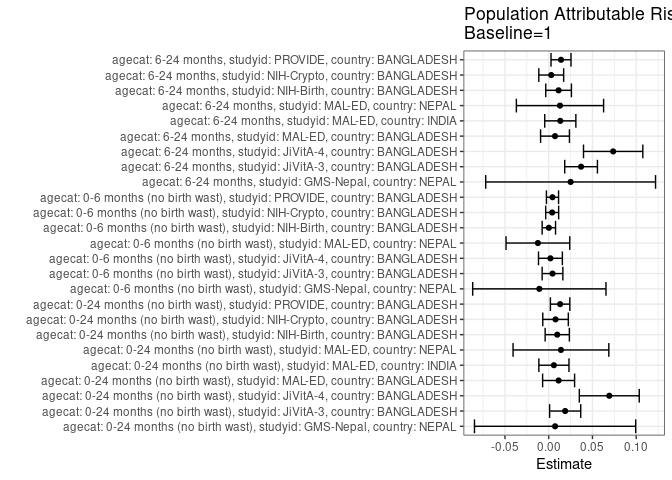 Population Attributable Ris
Baseline=1
agecat: 6-24 months, studyid: PROVIDE, country: BANGLADESH
agecat: 6-24 months, studyid: NIH-Crypto, country: BANGLADESH
agecat: 6-24 months, studyid: NIH-Birth, country: BANGLADESH
agecat: 6-24 months, studyid: MAL-ED, country: NEPAL
agecat: 6-24 months, studyid: MAL-ED, country: INDIA
agecat: 6-24 months, studyid: MAL-ED, country: BANGLADESH
agecat: 6-24 months, studyid: JiVitA-4, country: BANGLADESH
agecat: 6-24 months, studyid: JiVitA-3, country: BANGLADESH
agecat: 6-24 months, studyid: GMS-Nepal, country: NEPAL
agecat: 0-6 months (no birth wast), studyid: PROVIDE, country: BANGLADESH
agecat: 0-6 months (no birth wast), studyid: NIH-Crypto, country: BANGLADESH
agecat: 0-6 months (no birth wast), studyid: NIH-Birth, country: BANGLADESH
agecat: 0-6 months (no birth wast), studyid: MAL-ED, country: NEPAL
agecat: 0-6 months (no birth wast), studyid: JiVitA-4, country: BANGLADESH
agecat: 0-6 months (no birth wast), studyid: JiVitA-3, country: BANGLADESH
agecat: 0-6 months (no birth wast), studyid: GMS-Nepal, country: NEPAL
agecat: 0-24 months (no birth wast), studyid: PROVIDE, country: BANGLADESH
agecat: 0-24 months (no birth wast), studyid: NIH-Crypto, country: BANGLADESH
agecat: 0-24 months (no birth wast), studyid: NIH-Birth, country: BANGLADESH
agecat: 0-24 months (no birth wast), studyid: MAL-ED, country: NEPAL
agecat: 0-24 months (no birth wast), studyid: MAL-ED, country: INDIA
agecat: 0-24 months (no birth wast), studyid: MAL-ED, country: BANGLADESH
agecat: 0-24 months (no birth wast), studyid: JiVitA-4, country: BANGLADESH
agecat: 0-24 months (no birth wast), studyid: JiVitA-3, country: BANGLADESH
agecat: 0-24 months (no birth wast), studyid: GMS-Nepal, country: NEPAL
-0.05 0.00 0.05 0.10
Estimate